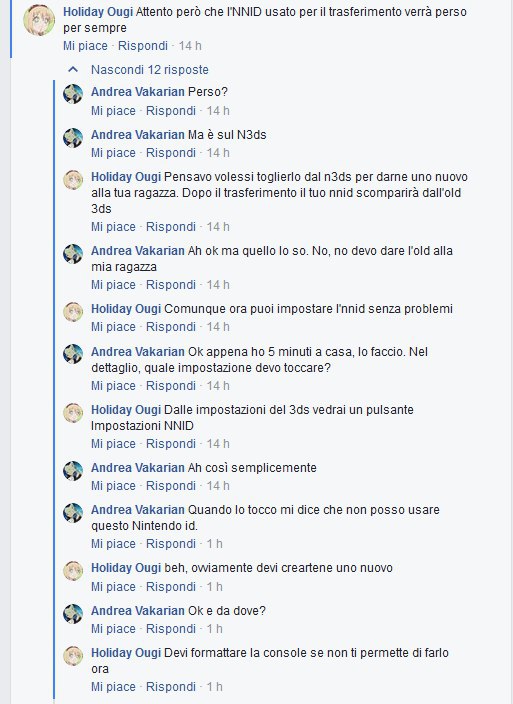 Holiday Ougi Attento però che l'NNID usato per il trasferimento verrà perso
per sempre
Mi piace · Rispondi · 14 h
Nascondi 12 risposte
Andrea Vakarian Perso?
Mi piace · Rispondi · 14 h
Andrea Vakarian Ma è sul N3ds
Mi piace · Rispondi · 14 h
Holiday Ougi Pensavo volessi toglierlo dal n3ds per darne uno nuovo
alla tua ragazza. Dopo il trasferimento il tuo nnid scomparirà dall'old
3ds
Mi piace · Rispondi · 14 h
Andrea Vakarian Ah ok ma quello lo so. No, no devo dare l'old alla
mia ragazza
Mi piace · Rispondi · 14 h
Holiday Ougi Comunque ora puoi impostare l'nnid senza problemi
Mi piace · Rispondi · 14 h
Andrea Vakarian Ok appena ho 5 minuti a casa, lo faccio. Nel
dettaglio, quale impostazione devo toccare?
Mi piace · Rispondi · 14 h
Holiday Ougi Dalle impostazioni del 3ds vedrai un pulsante
Impostazioni NNID
Mi piace · Rispondi · 14 h
Andrea Vakarian Ah così semplicemente
Mi piace · Rispondi · 14 h
Andrea Vakarian Quando lo tocco mi dice che non posso usare
questo Nintendo id.
Mi piace · Rispondi · 1 h
Holiday Ougi beh, ovviamente devi creartene uno nuovo
Mi piace · Rispondi · 1 h
Andrea Vakarian Ok e da dove?
Mi piace · Rispondi · 1 h
Holiday Ougi Devi formattare la console se non ti permette di farlo
ora
Mi piace · Rispondi · 1 h